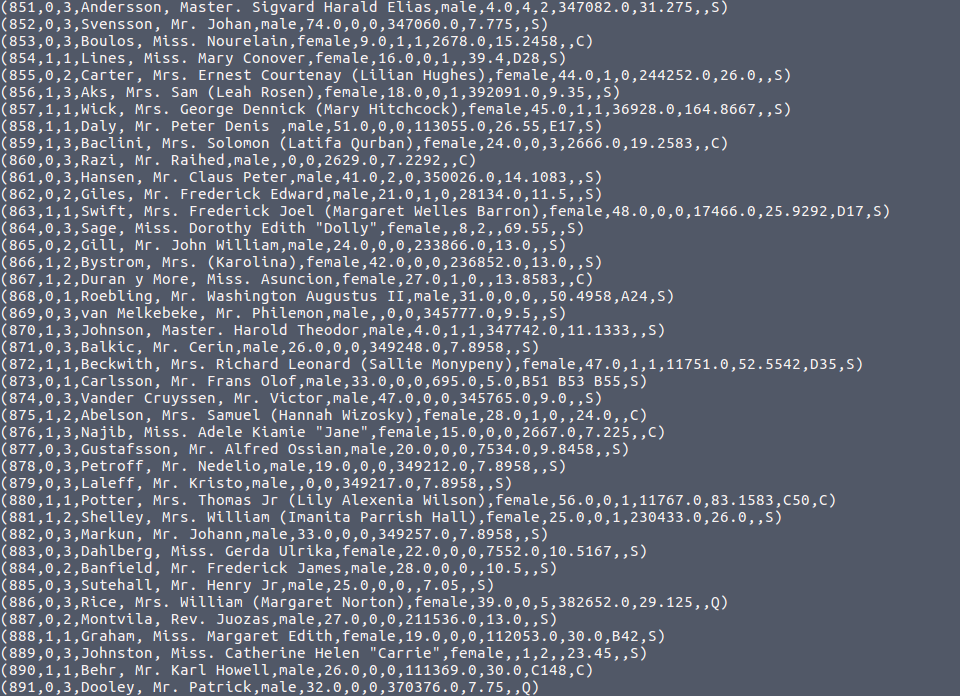 (851,0,3,Andersson, Master. Sigvard Harald Elias,male,4.0,4,2,347082.0,31.275,,S)
(852,0,3,Svensson, Mr. Johan,male,74.0,0,0,347060.0,7.775,,S)
(853,0,3,Boulos, Miss. Nourelain,female,9.0,1,1,2678.0,15.2458,,C)
(854,1,1,Lines, Miss. Mary Conover,female,16.0,0,1,,39.4,D28,S)
(855,0,2,Carter, Mrs. Ernest Courtenay (Lilian Hughes),female,44.0,1,0,244252.0,26.0,,S)
(856,1,3,Aks, Mrs. Sam (Leah Rosen),female,18.0,0,1,392091.0,9.35,,S)
(857,1,1,Wick, Mrs. George Dennick (Mary Hitchcock),female,45.0,1,1,36928.0,164.8667,,S)
(858,1,1,Daly, Mr. Peter Denis ,male,51.0,0,0,113055.0,26.55,E17,S)
(859,1,3,Baclini, Mrs. Solomon (Latifa Qurban),female,24.0,0,3,2666.0,19.2583,,C)
(860,0,3,Razi, Mr. Raihed,male,,0,0,2629.0,7.2292,,C)
(861,0,3,Hansen, Mr. Claus Peter,male,41.0,2,0,350026.0,14.1083,,S)
(862,0,2,Giles, Mr. Frederick Edward,male,21.0,1,0,28134.0,11.5,,S)
(863,1,1,Swift, Mrs. Frederick Joel (Margaret Welles Barron),female,48.0,0,0,17466.0,25.9292,D17,S)
(864,0,3,Sage, Miss. Dorothy Edith "Dolly",female,,8,2,,69.55,,S)
(865,0,2,Gill, Mr. John William,male,24.0,0,0,233866.0,13.0,,S)
(866,1,2,Bystrom, Mrs. (Karolina),female,42.0,0,0,236852.0,13.0,,S)
(867,1,2,Duran y More, Miss. Asuncion,female,27.0,1,0,,13.8583,,C)
(868,0,1,Roebling, Mr. Washington Augustus II,male,31.0,0,0,,50.4958,A24,S)
(869,0,3,van Melkebeke, Mr. Philemon,male,,0,0,345777.0,9.5,,S)
(870,1,3,Johnson, Master. Harold Theodor,male,4.0,1,1,347742.0,11.1333,,S)
(871,0,3,Balkic, Mr. Cerin,male,26.0,0,0,349248.0,7.8958,,S)
(872,1,1,Beckwith, Mrs. Richard Leonard (Sallie Monypeny),female,47.0,1,1,11751.0,52.5542,D35,S)
(873,0,1,Carlsson, Mr. Frans Olof,male,33.0,0,0,695.0,5.0,B51 B53 B55,S)
(874,0,3,Vander Cruyssen, Mr. Victor,male,47.0,0,0,345765.0,9.0,,S)
(875,1,2,Abelson, Mrs. Samuel (Hannah Wizosky),female,28.0,1,0,,24.0,,C)
(876,1,3,Najib, Miss. Adele Kiamie "Jane",female,15.0,0,0,2667.0,7.225,,C)
(877,0,3,Gustafsson, Mr. Alfred Ossian,male,20.0,0,0,7534.0,9.8458,,S)
(878,0,3,Petroff, Mr. Nedelio,male,19.0,0,0,349212.0,7.8958,,S)
(879,0,3,Laleff, Mr. Kristo,male,,0,0,349217.0,7.8958,,S)
(880,1,1,Potter, Mrs. Thomas Jr (Lily Alexenia Wilson),female,56.0,0,1,11767.0,83.1583,C50,C)
(881,1,2,Shelley, Mrs. William (Imanita Parrish Hall),female,25.0,0,1,230433.0,26.0,,S)
(882,0,3,Markun, Mr. Johann,male,33.0,0,0,349257.0,7.8958,,S)
(883,0,3,Dahlberg, Miss. Gerda Ulrika,female,22.0,0,0,7552.0,10.5167,,S)
(884,0,2,Banfield, Mr. Frederick James,male,28.0,0,0,,10.5,,S)
(885,0,3,Sutehall, Mr. Henry Jr,male,25.0,0,0,,7.05,,S)
(886,0,3,Rice, Mrs. William (Margaret Norton),female,39.0,0,5,382652.0,29.125,,Q)
(887,0,2,Montvila, Rev. Juozas,male,27.0,0,0,211536.0,13.0,,S)
(888,1,1,Graham, Miss. Margaret Edith,female,19.0,0,0,112053.0,30.0,B42,S)
(889,0,3,Johnston, Miss. Catherine Helen "Carrie",female,,1,2,,23.45,,S)
(890,1,1,Behr, Mr. Karl Howell,male,26.0,0,0,111369.0,30.0,C148,C)
(891,0,3,Dooley, Mr. Patrick,male,32.0,0,0,370376.0,7.75,,Q)